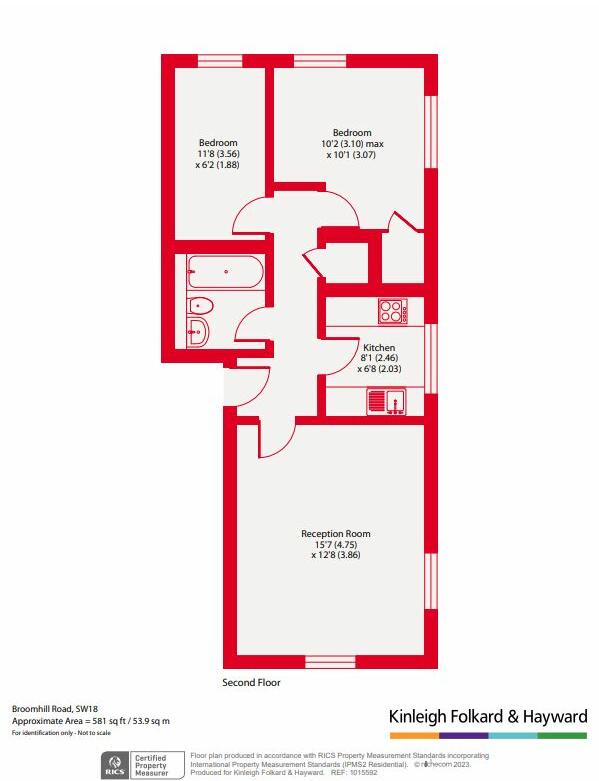 Bedroom
11'8 (3.56)
x 6'2 (1.88)
Bedroom
10'2 (3.10) max
x 10'1 (3.07)
Kitchen
8'1 (2.46)
x 6'8 (2.03)
Reception Room
15'7 (4.75)
x 12'8 (3.86)
Second Floor
Broomhill Road, SW18
Approximate Area = 581 sq ft / 53.9 sq m
For identification only - Not to scale
Kinleigh Folkard & Hayward
RICS
Certified
Property
Measurer
Floor plan produced in accordance with RICS Property Measurement Standards incorporating
International Property Measurement Standards (IPMS2 Residential). © nichecom 2023.
Produced for Kinleigh Folkard & Hayward. REF: 1015592